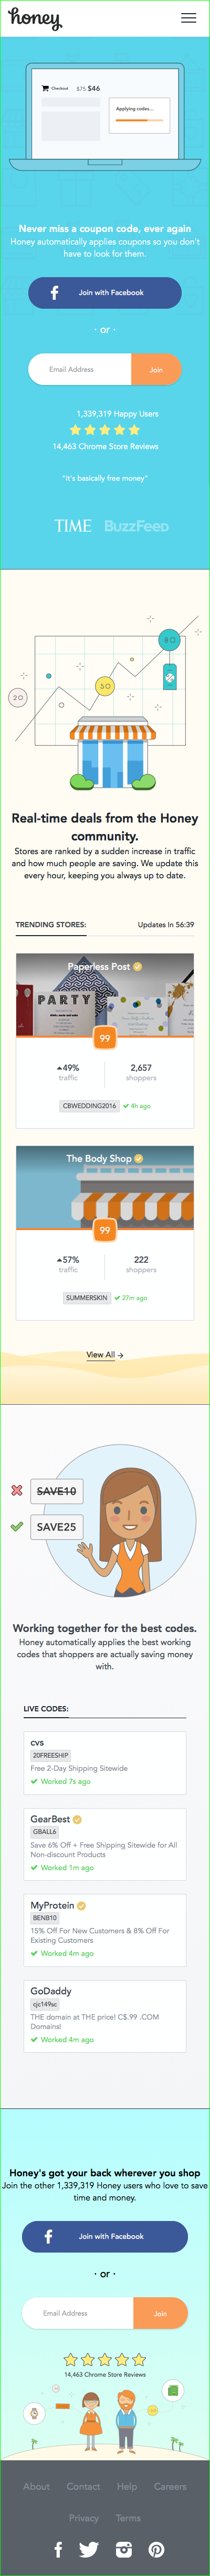 honey
Checkout $75 $46
Applying codes...
Never miss a coupon code, ever again
Honey automatically applies coupons so you don't
have to look for them.
Join with Facebook
· or ·
Email Address Join
1,339,319 Happy Users
14,463 Chrome Store Reviews
"It's basically free money"
TIME BuzzFeed
20
50
80
Real-time deals from the Honey
community.
Stores are ranked by a sudden increase in traffic
and how much people are saving. We update this
every hour, keeping you always up to date.
TRENDING STORES: Updates In 56:39
Paperless Post
PARTY
99
49% 2,657
traffic shoppers
CBWEDDING2016 4h ago
The Body Shop
99
57% 222
traffic shoppers
SUMMERSKIN 27m ago
View All →
SAVE10
SAVE25
Working together for the best codes.
Honey automatically applies the best working
codes that shoppers are actually saving money
with.
LIVE CODES:
CVS
20FREESHIP
Free 2-Day Shipping Sitewide
Worked 7s ago
GearBest
GBALL6
Save 6% Off + Free Shipping Sitewide for All
Non-discount Products
Worked 1m ago
MyProtein
BENB10
15% Off For New Customers & 8% Off For
Existing Customers
Worked 4m ago
GoDaddy
cjc149sc
THE domain at THE price! C$.99 .COM
Domains!
Worked 4m ago
Honey's got your back wherever you shop
Join the other 1,339,319 Honey users who love to save
time and money.
Join with Facebook
· or ·
Email Address Join
14,463 Chrome Store Reviews
About Contact Help Careers
Privacy Terms